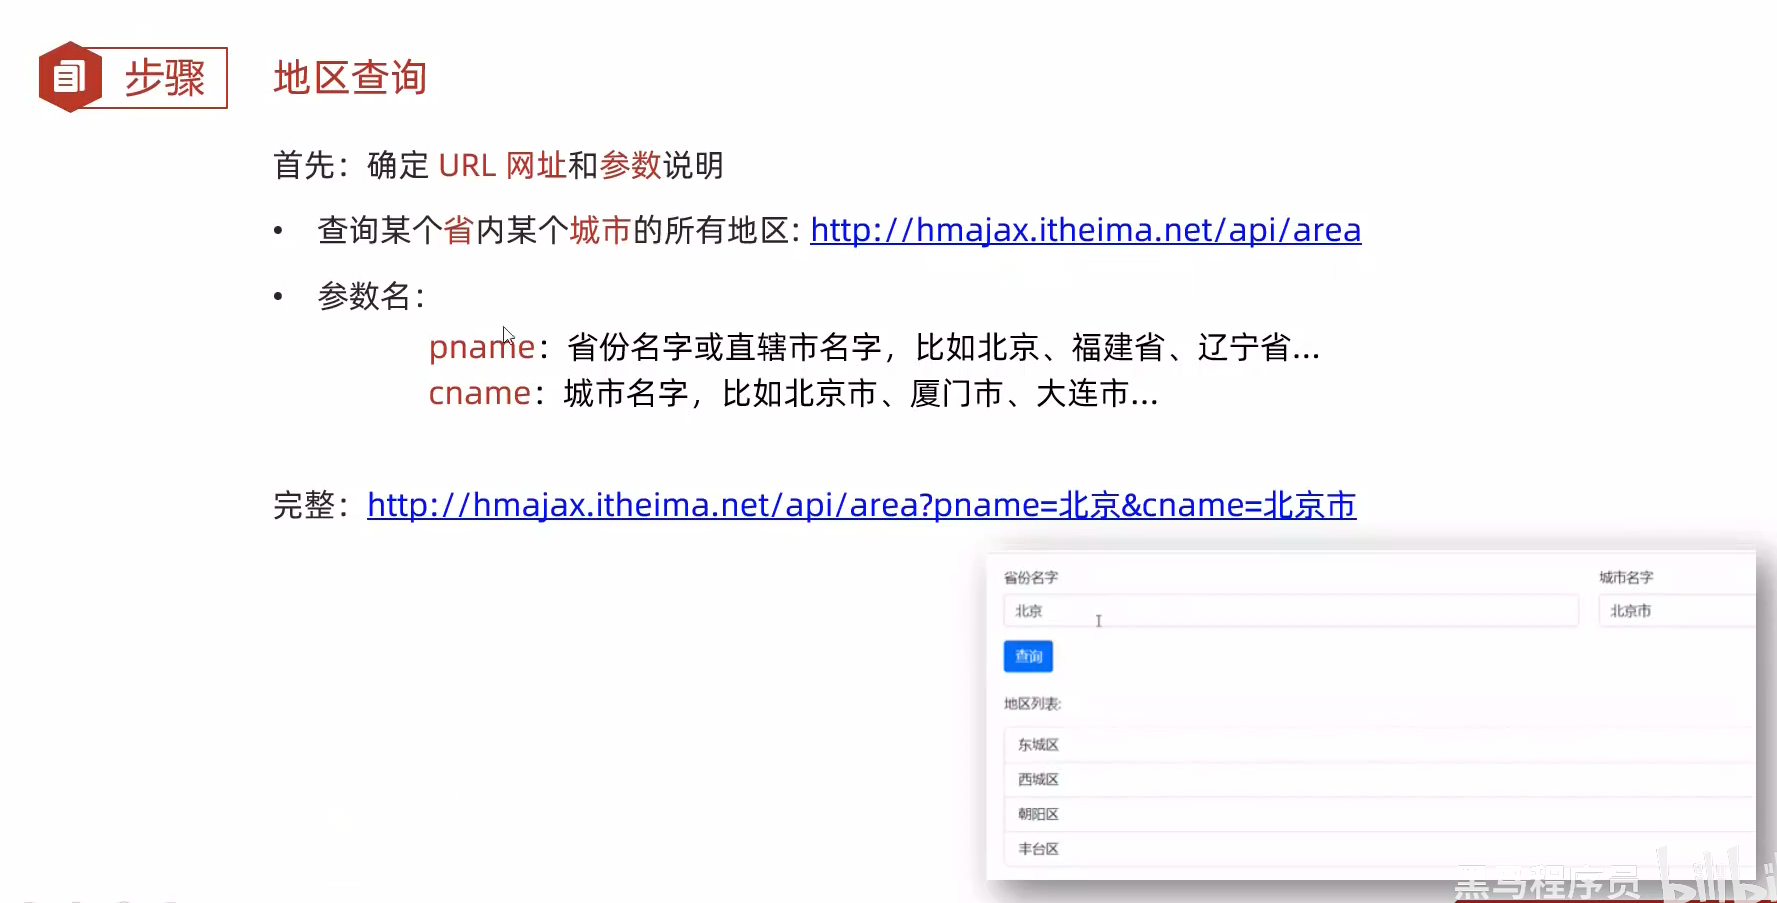 步骤
地区查询
首先：确定 URL 网址和参数说明
• 查询某个省内某个城市的所有地区: http://hmajax.itheima.net/api/area
• 参数名：
pname：省份名字或直辖市名字，比如北京、福建省、辽宁省...
cname：城市名字，比如北京市、厦门市、大连市...
完整：http://hmajax.itheima.net/api/area?pname=北京&cname=北京市
省份名字
城市名字
北京
北京市
查询
地区列表:
东城区
西城区
朝阳区
丰台区
黑马程序员 bilibili